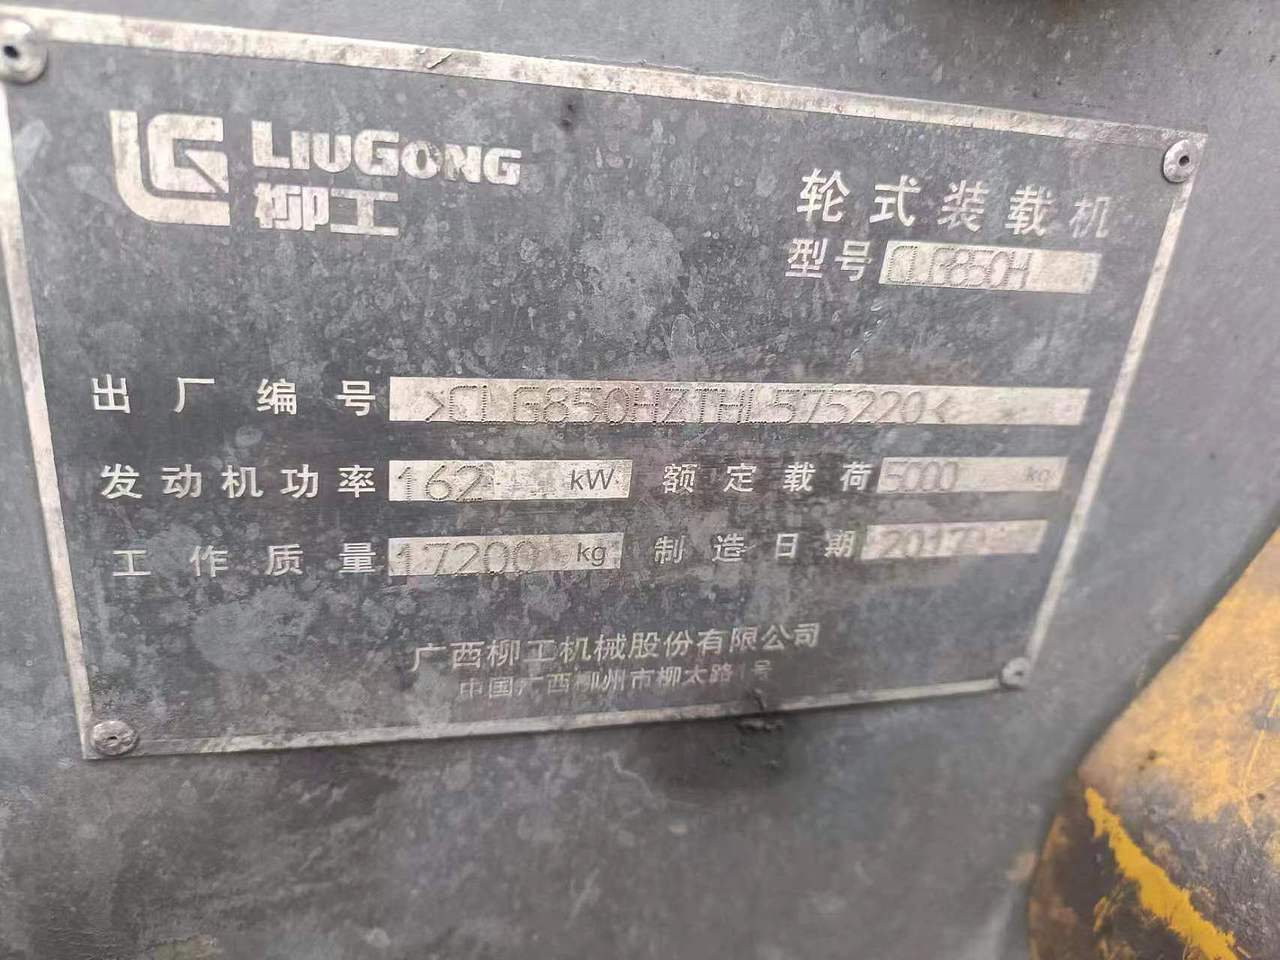 LIUGONG
柳工
轮式装载机
型号 CLG850H
出厂编号 >CLG850HZTHL575220<
发动机功率 162 kW 额定载荷 5000 kg
工作质量 17200 kg 制造日期 2017
广西柳工机械股份有限公司
中国广西柳州市柳太路1号